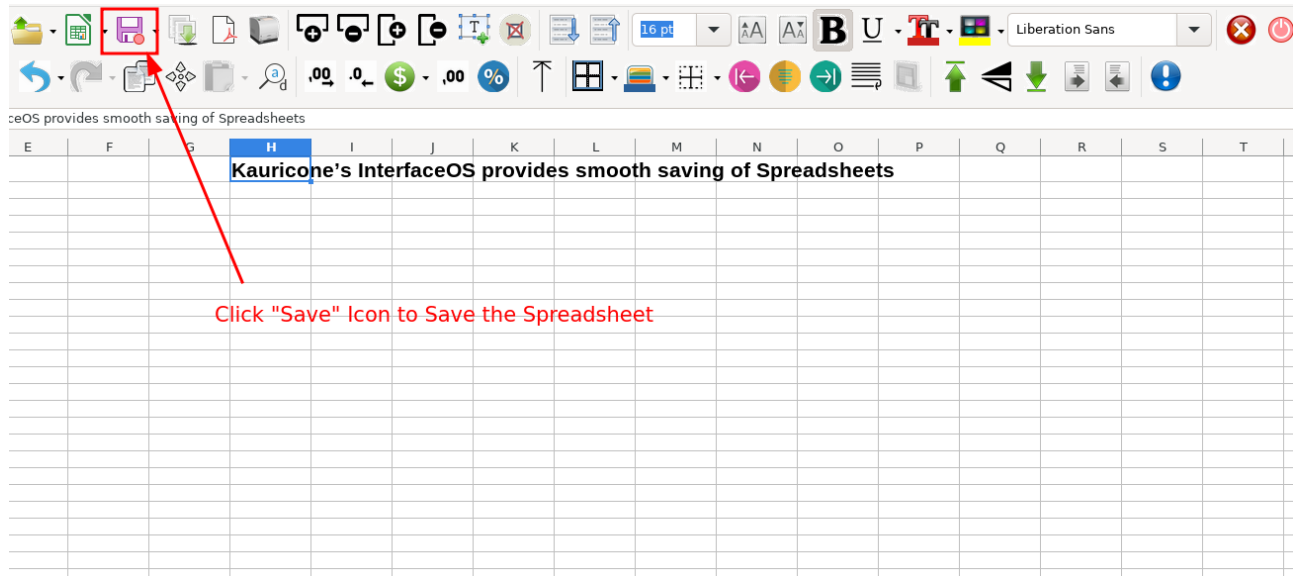 16 pt
Liberation Sans
ceOS provides smooth saving of Spreadsheets
E F G H I J K L M N O P Q R S T
Kauricone’s InterfaceOS provides smooth saving of Spreadsheets
Click "Save" Icon to Save the Spreadsheet